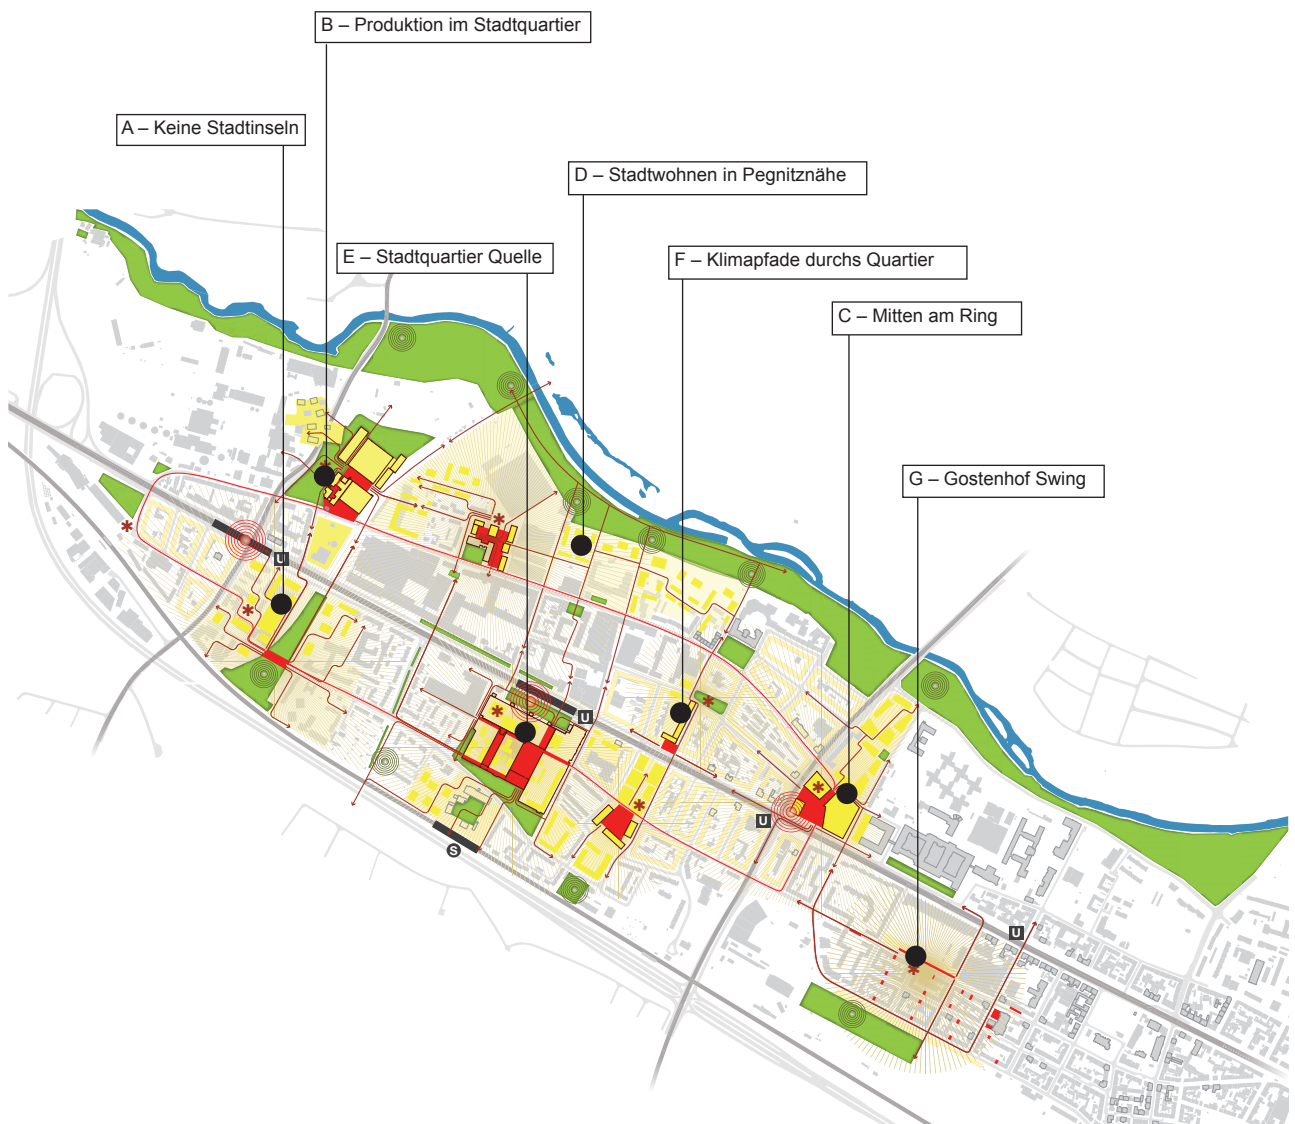 B – Produktion im Stadtquartier
A – Keine Stadtinseln
D – Stadtwohnen in Pegnitznähe
E – Stadtquartier Quelle
F – Klimapfade durchs Quartier
C – Mitten am Ring
G – Gostenhof Swing
U
U
U
S
U